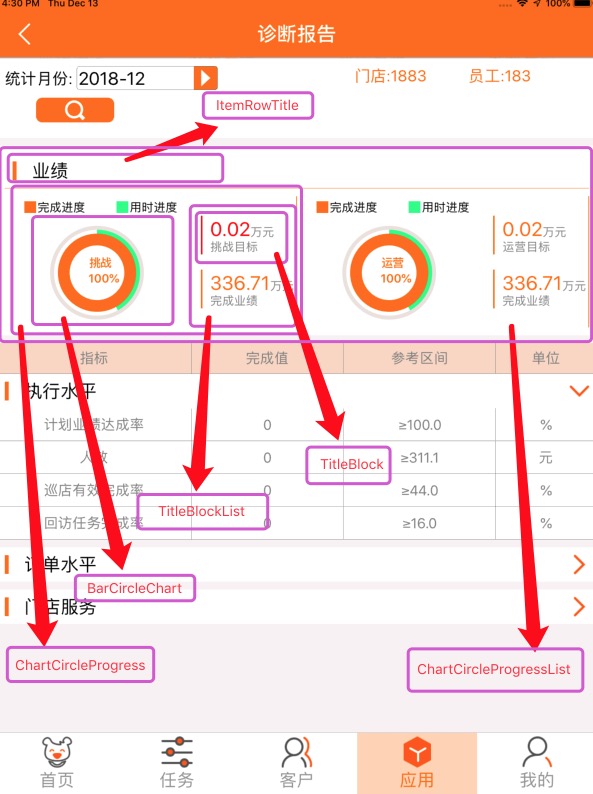 4:30 PM Thu Dec 13 100%
诊断报告
统计月份: 2018-12 门店:1883 员工:183
ItemRowTitle
业绩
完成进度 用时进度 0.02万元 完成进度 用时进度 0.02万元
挑战目标 运营目标
挑战 运营
100% 100%
336.71万元 336.71万元
完成业绩 完成业绩
指标 完成值 参考区间 单位
执行水平
计划业绩达成率 0 ≥100.0 %
人效 0 ≥311.1 元
TitleBlock
巡店有效完成率 ≥44.0 %
TitleBlockList
回访任务完成率 0 ≥16.0 %
订单水平
BarCircleChart
门店服务
ChartCircleProgress ChartCircleProgressList
首页 任务 客户 应用 我的